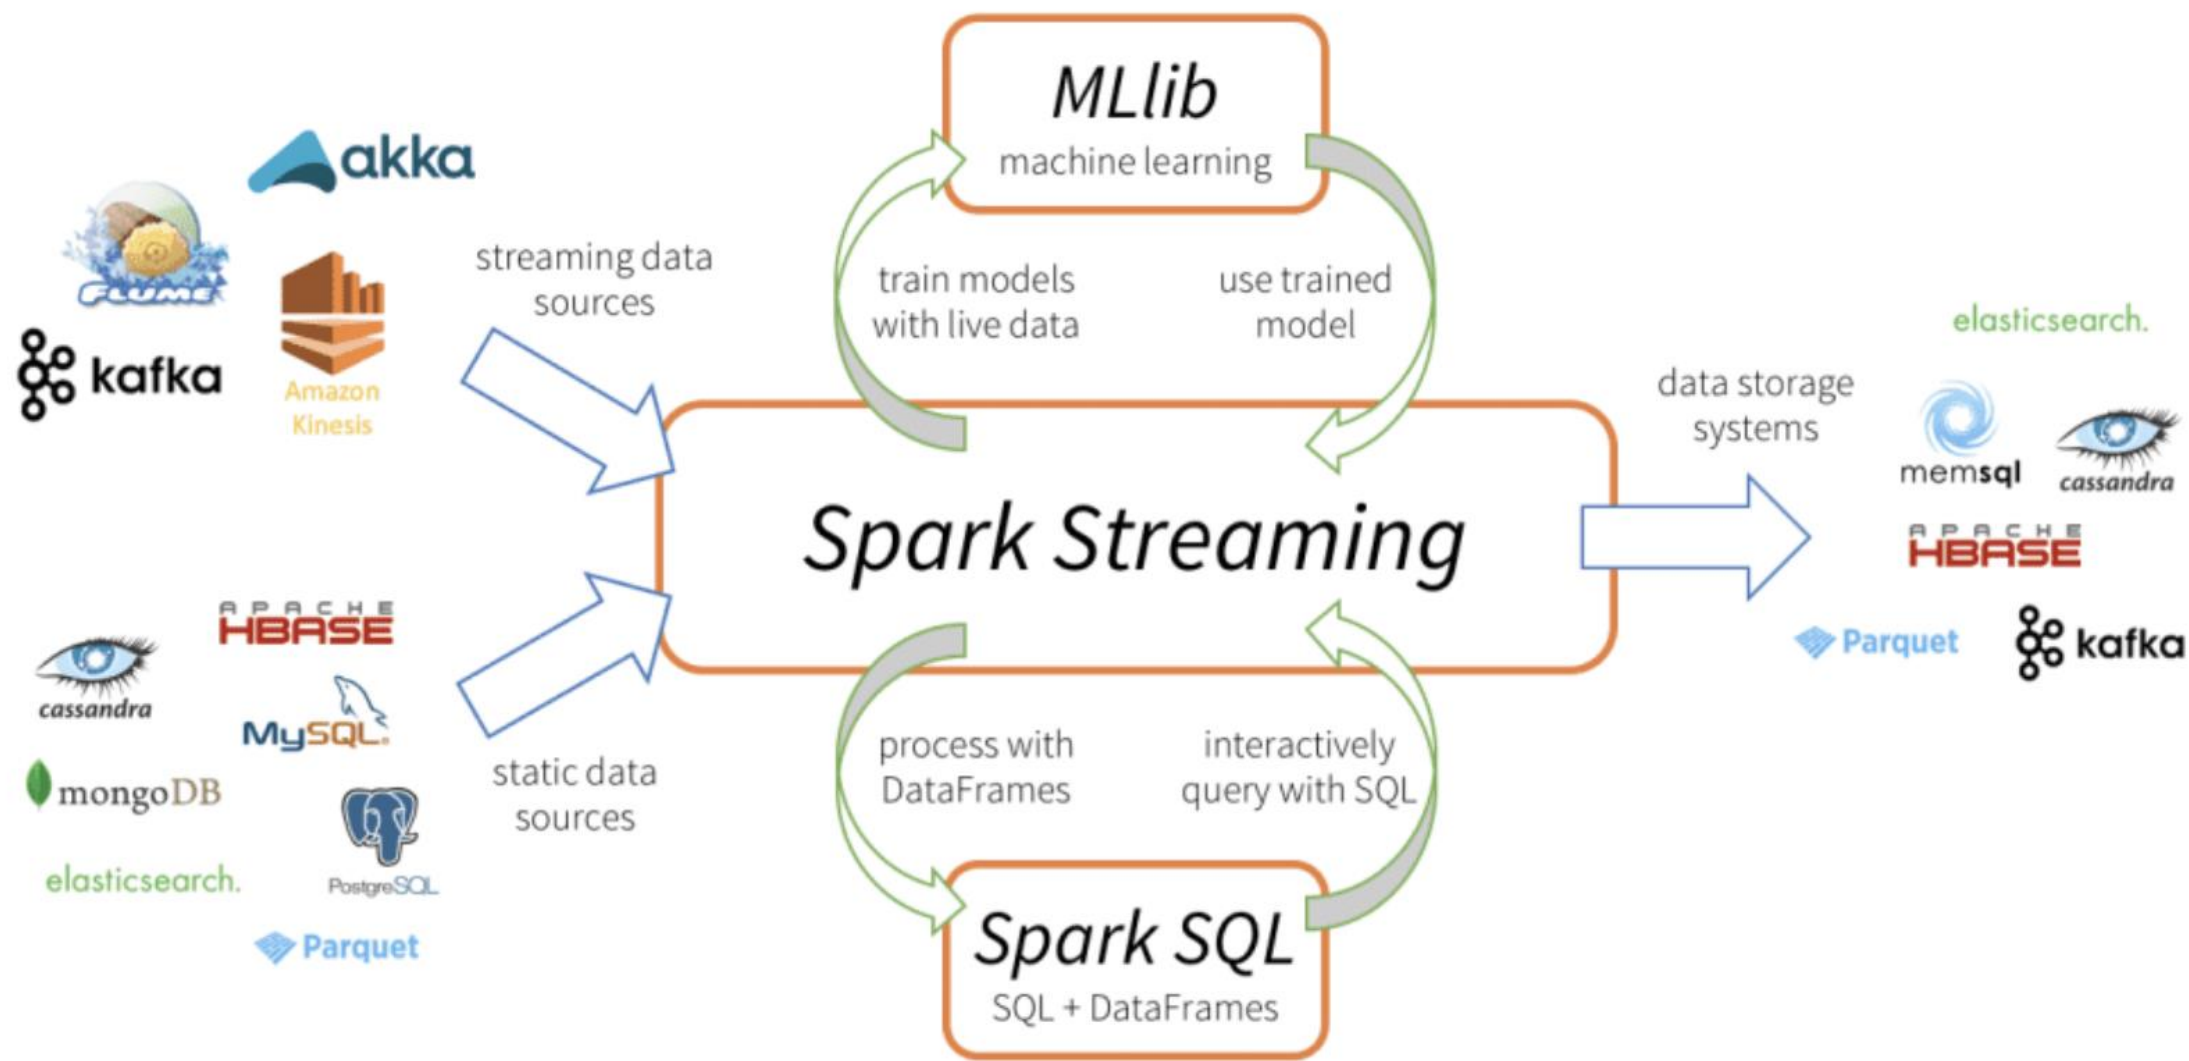 MLlib
machine learning
akka
FLUME
streaming data
sources
kafka
Amazon
Kinesis
train models
with live data
use trained
model
elasticsearch.
data storage
systems
memsql
cassandra
Spark Streaming
APACHE
HBASE
Parquet
kafka
APACHE
HBASE
cassandra
MySQL.
mongoDB
static data
sources
PostgreSQL
elasticsearch.
Parquet
process with
DataFrames
interactively
query with SQL
Spark SQL
SQL + DataFrames